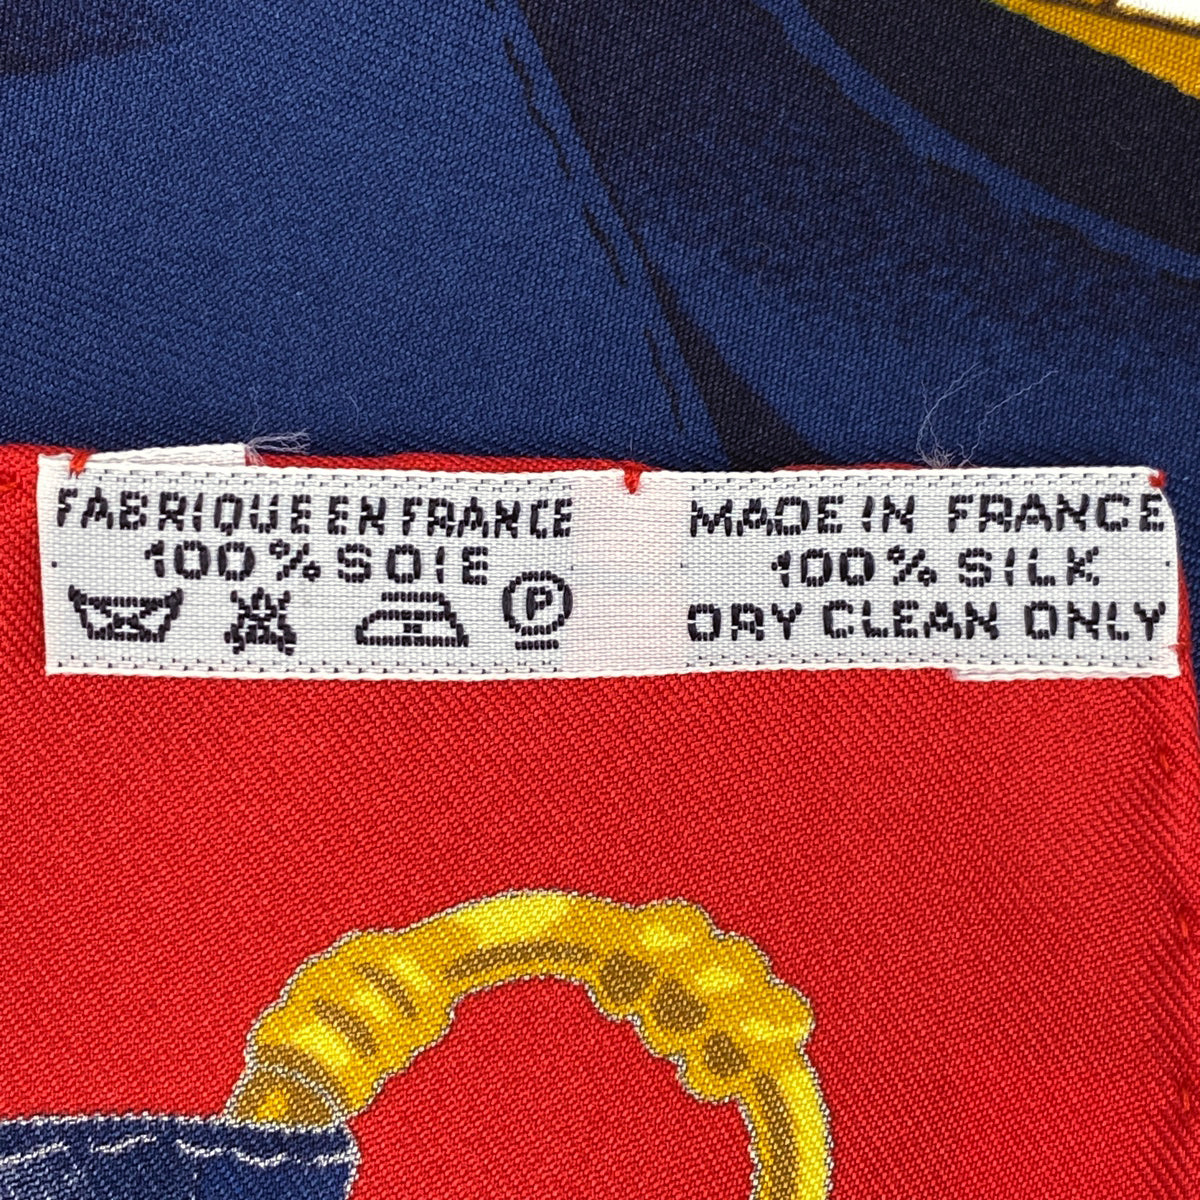 FABRIQUE EN FRANCE
100% SOIE
P
MADE IN FRANCE
100% SILK
DRY CLEAN ONLY